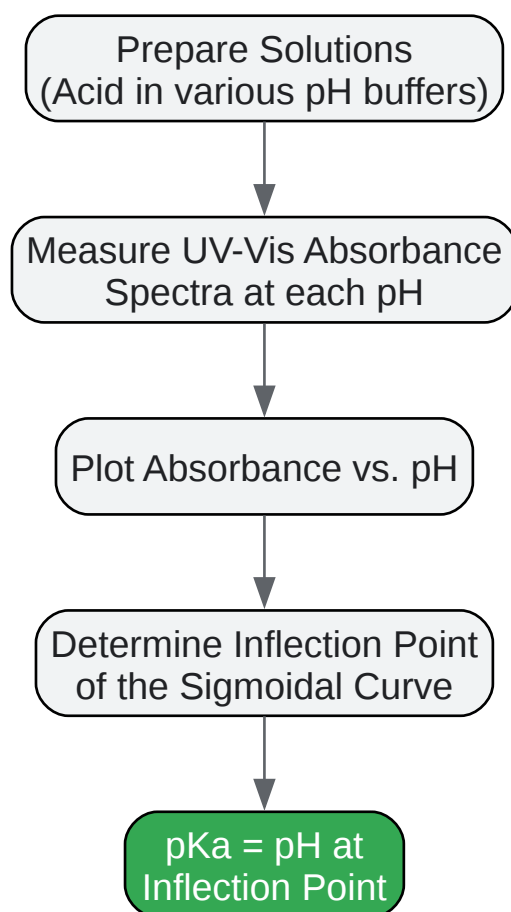 Prepare Solutions
(Acid in various pH buffers)
Measure UV-Vis Absorbance
Spectra at each pH
Plot Absorbance vs. pH
Determine Inflection Point
of the Sigmoidal Curve
pKa = pH at
Inflection Point